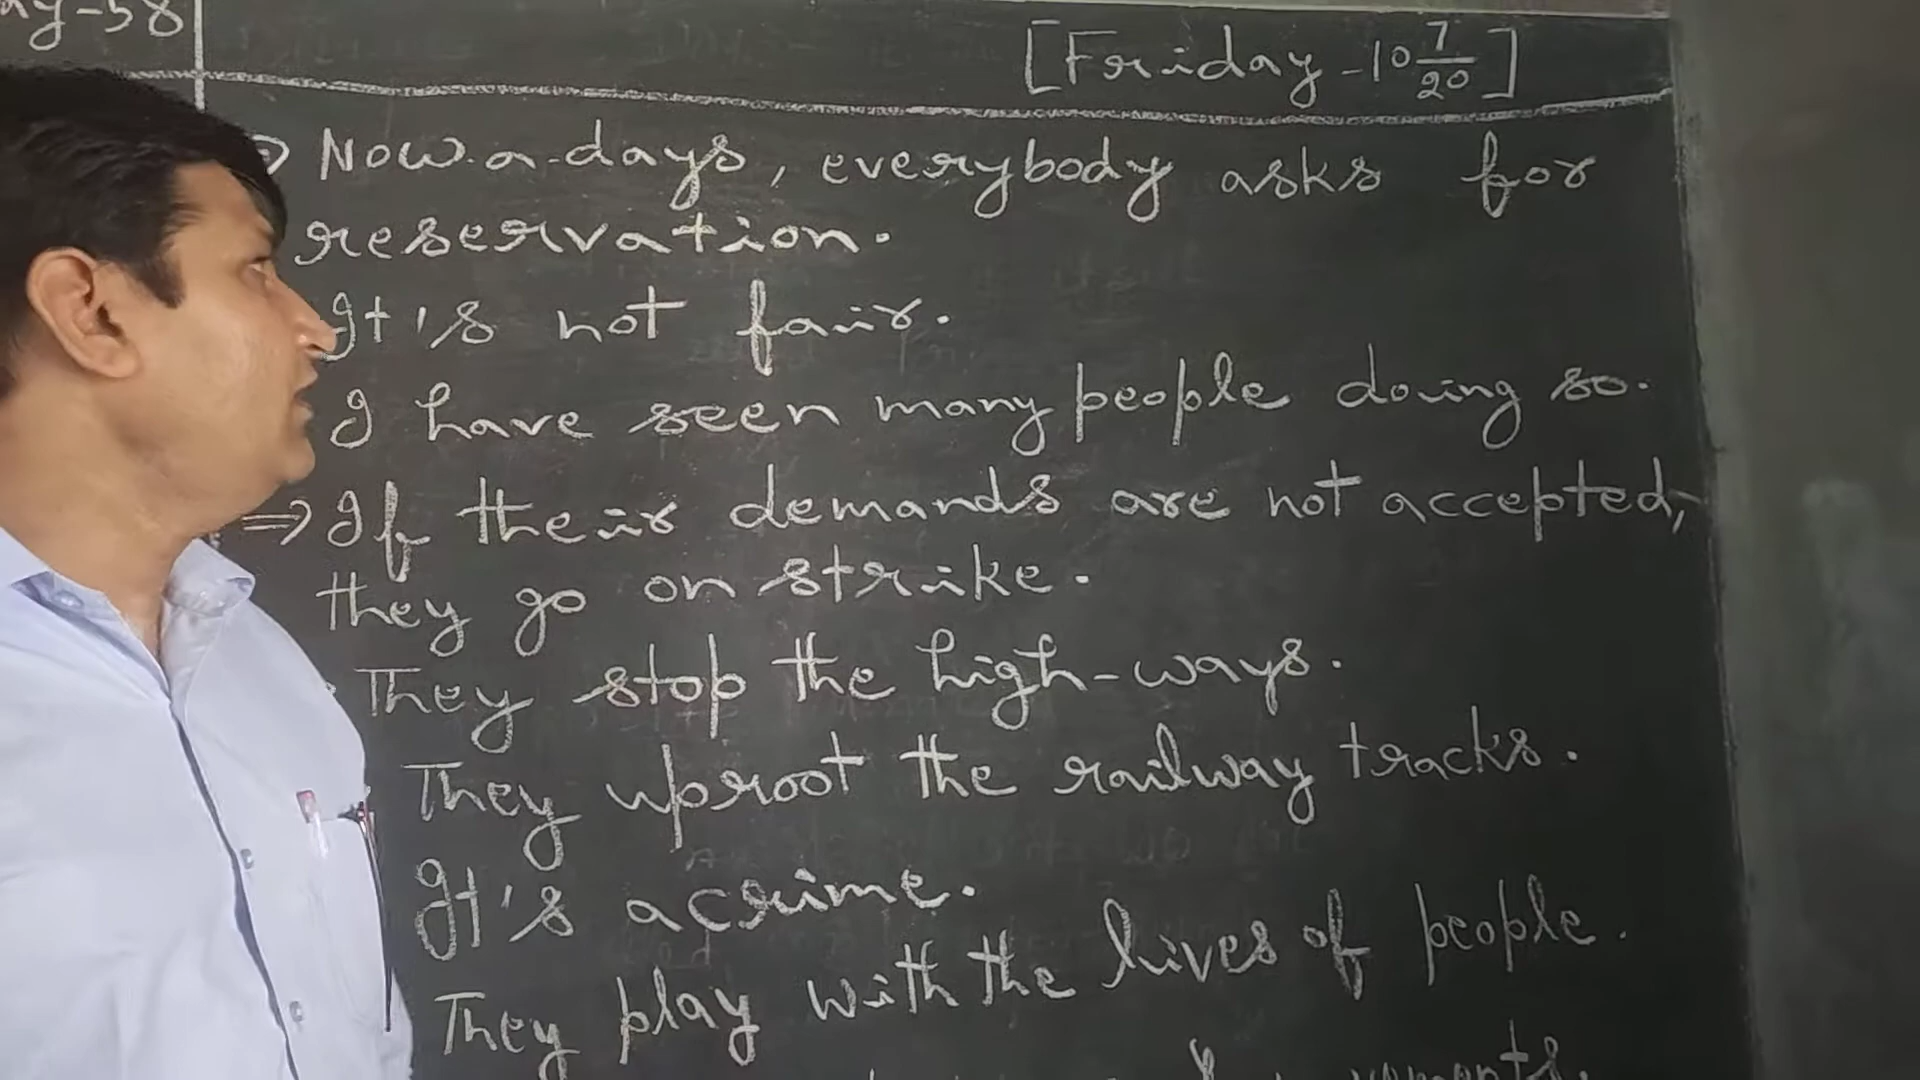 ay-58
[Friday-10 7/20]
⇒ Now-a-days, everybody asks for
reservation.
It's not fair.
I have seen many people doing so.
⇒ If their demands are not accepted,
they go on strike.
They stop the high-ways.
They uproot the railway tracks.
It's a crime.
They play with the lives of people.